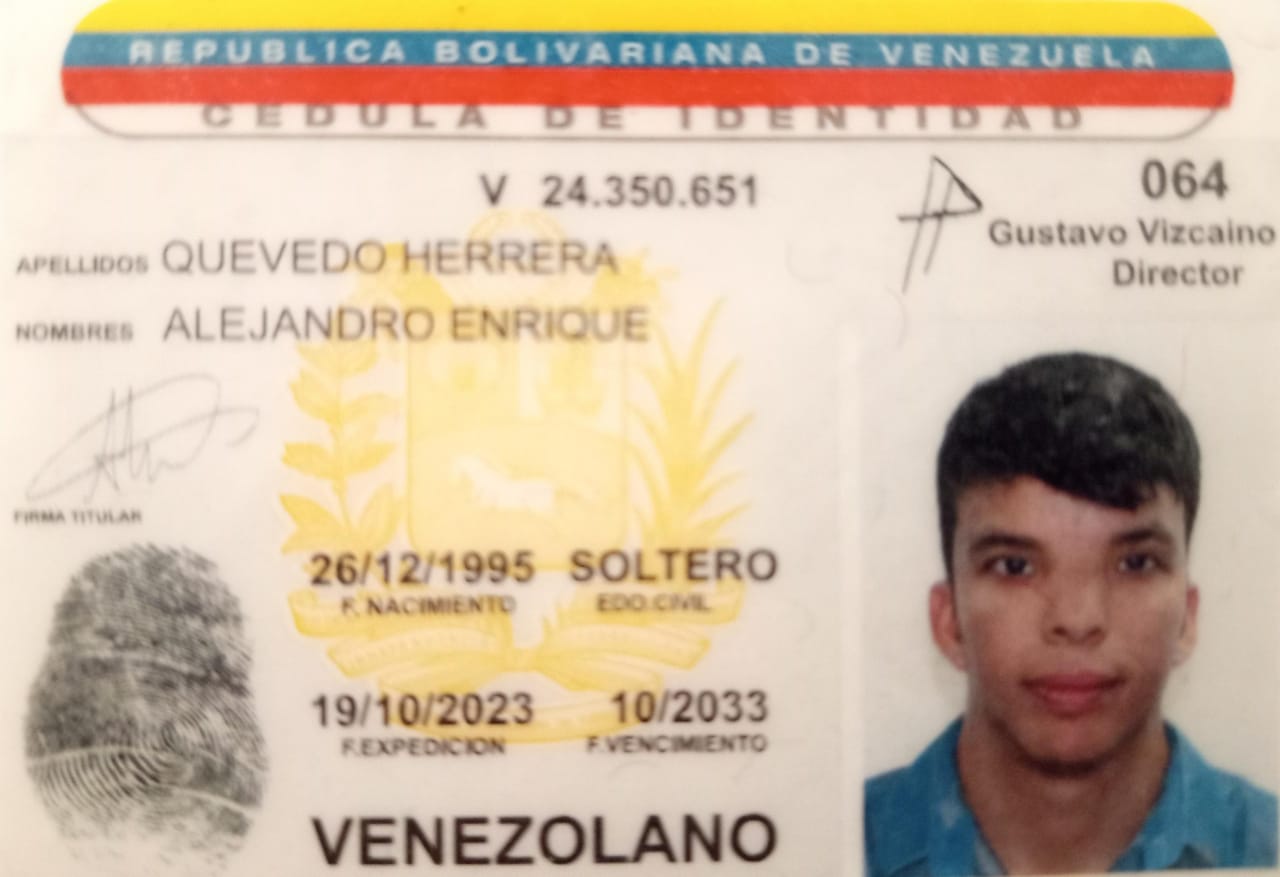 REPUBLICA BOLIVARIANA DE VENEZUELA
CEDULA DE IDENTIDAD
V 24.350.651
064
Gustavo Vizcaino
Director
APELLIDOS QUEVEDO HERRERA
NOMBRES ALEJANDRO ENRIQUE
FIRMA TITULAR
26/12/1995 SOLTERO
F. NACIMIENTO EDO.CIVIL
19/10/2023 10/2033
F.EXPEDICION F.VENCIMIENTO
VENEZOLANO